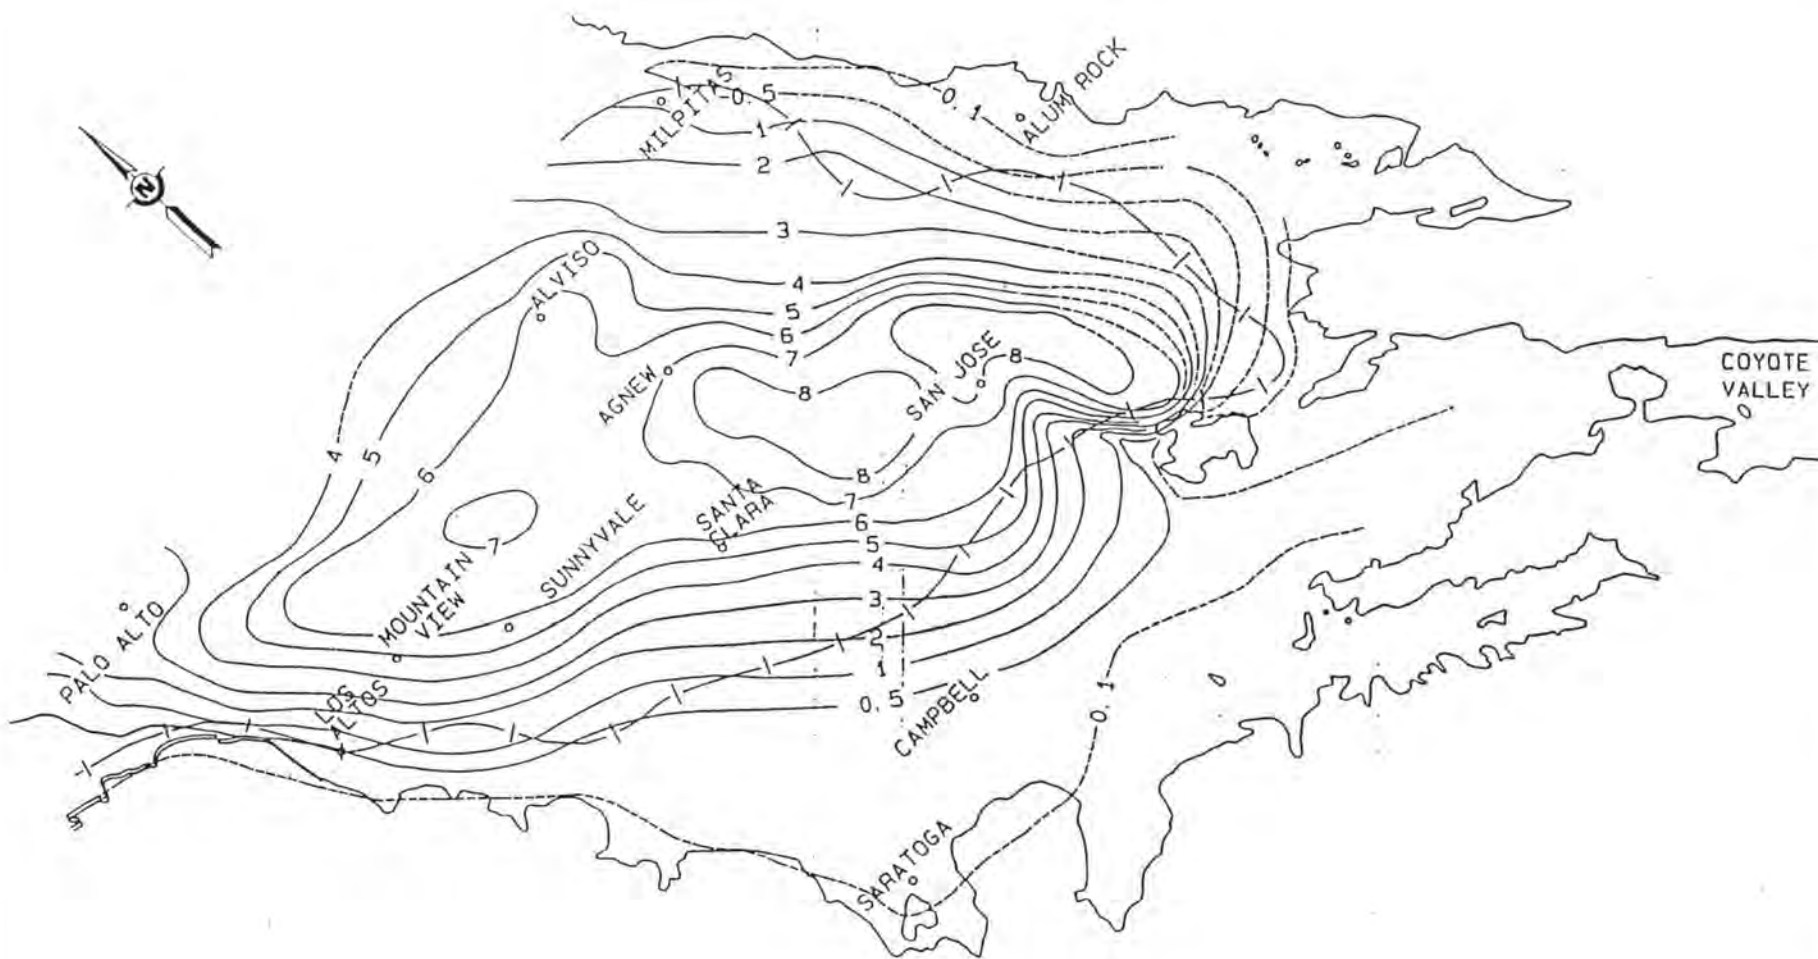 MILPITAS
0.5
0.1
ALUM ROCK
1
2
N
3
ALVISO
4
5
6
7
8
AGNEW
SAN JOSE
8
COYOTE
VALLEY
4
5
6
7
8
7
6
5
4
3
2
1
0.5
SANTA
CLARA
SUNNYVALE
MOUNTAIN
VIEW
PALO ALTO
LOS
ALTOS
CAMPBELL
0.1
SARATOGA